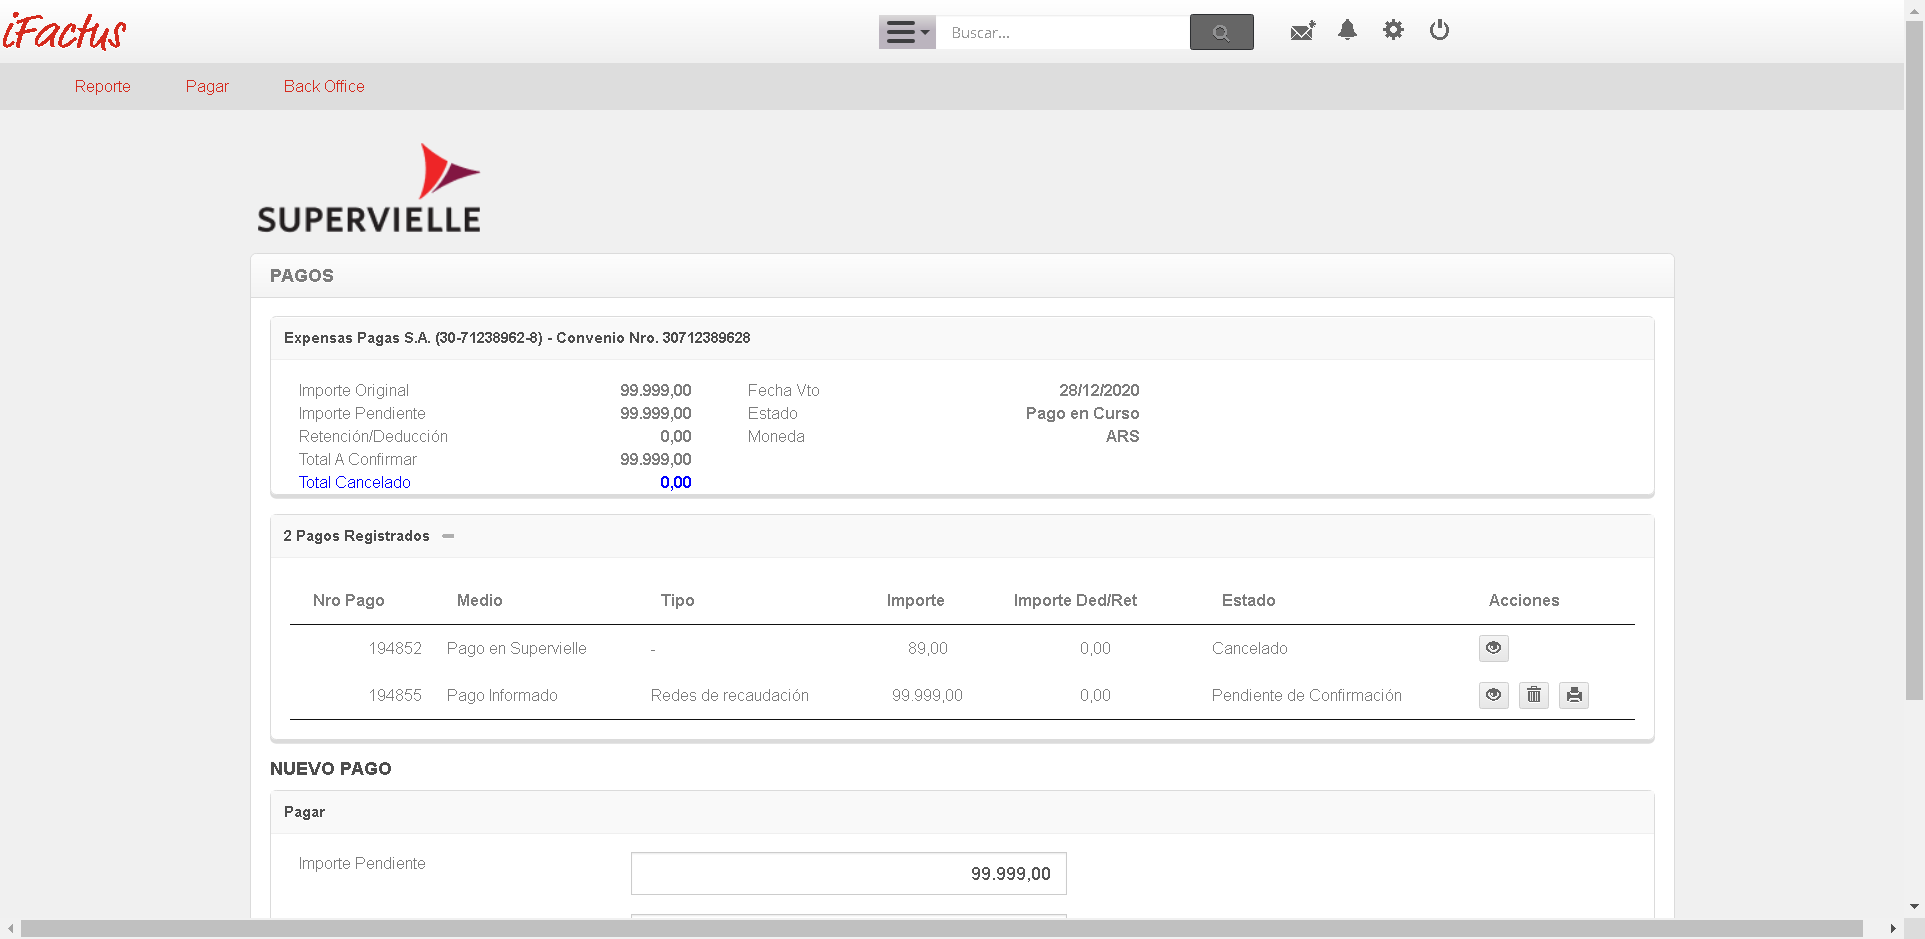 iFactus
Buscar...
Reporte Pagar Back Office
SUPERVIELLE
PAGOS
Expensas Pagas S.A. (30-71238962-8) - Convenio Nro. 30712389628
Importe Original 99.999,00 Fecha Vto 28/12/2020
Importe Pendiente 99.999,00 Estado Pago en Curso
Retención/Deducción 0,00 Moneda ARS
Total A Confirmar 99.999,00
Total Cancelado 0,00
2 Pagos Registrados
Nro Pago Medio Tipo Importe Importe Ded/Ret Estado Acciones
194852 Pago en Supervielle - 89,00 0,00 Cancelado
194855 Pago Informado Redes de recaudación 99.999,00 0,00 Pendiente de Confirmación
NUEVO PAGO
Pagar
Importe Pendiente 99.999,00